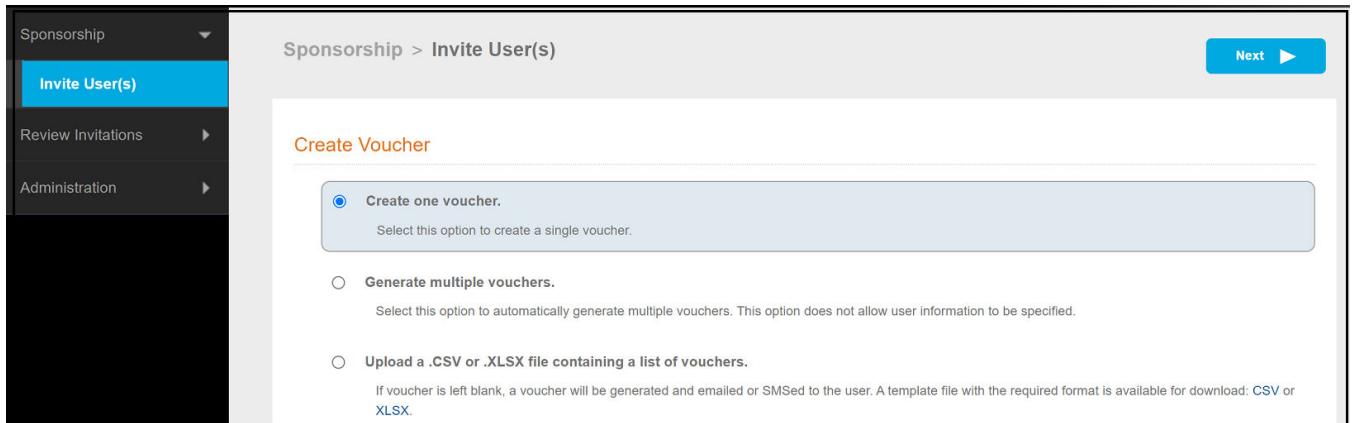 Sponsorship
Invite User(s)
Review Invitations
Administration
Sponsorship > Invite User(s)
Next
Create Voucher
Create one voucher.
Select this option to create a single voucher.
Generate multiple vouchers.
Select this option to automatically generate multiple vouchers. This option does not allow user information to be specified.
Upload a .CSV or .XLSX file containing a list of vouchers.
If voucher is left blank, a voucher will be generated and emailed or SMSed to the user. A template file with the required format is available for download: CSV or
XLSX.